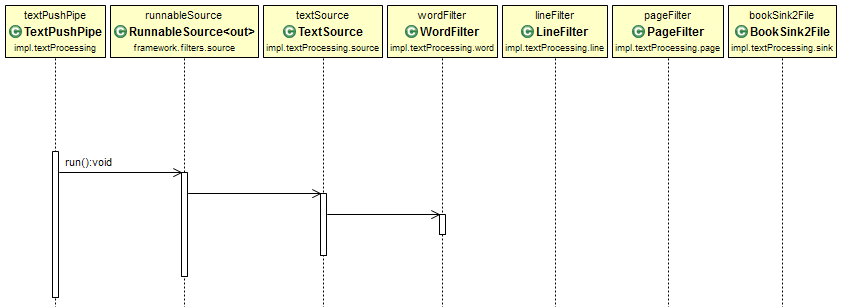 textPushPipe
C TextPushPipe
impl.textProcessing
runnableSource
C RunnableSource<out>
framework.filters.source
textSource
C TextSource
impl.textProcessing.source
wordFilter
C WordFilter
impl.textProcessing.word
lineFilter
C LineFilter
impl.textProcessing.line
pageFilter
C PageFilter
impl.textProcessing.page
bookSink2File
C BookSink2File
impl.textProcessing.sink
run():void